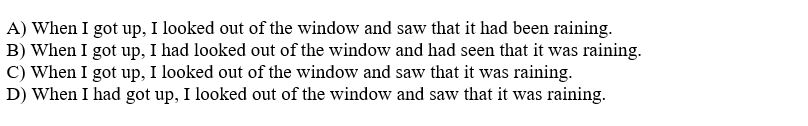 A) When I got up, I looked out of the window and saw that it had been raining.
B) When I got up, I had looked out of the window and had seen that it was raining.
C) When I got up, I looked out of the window and saw that it was raining.
D) When I had got up, I looked out of the window and saw that it was raining.